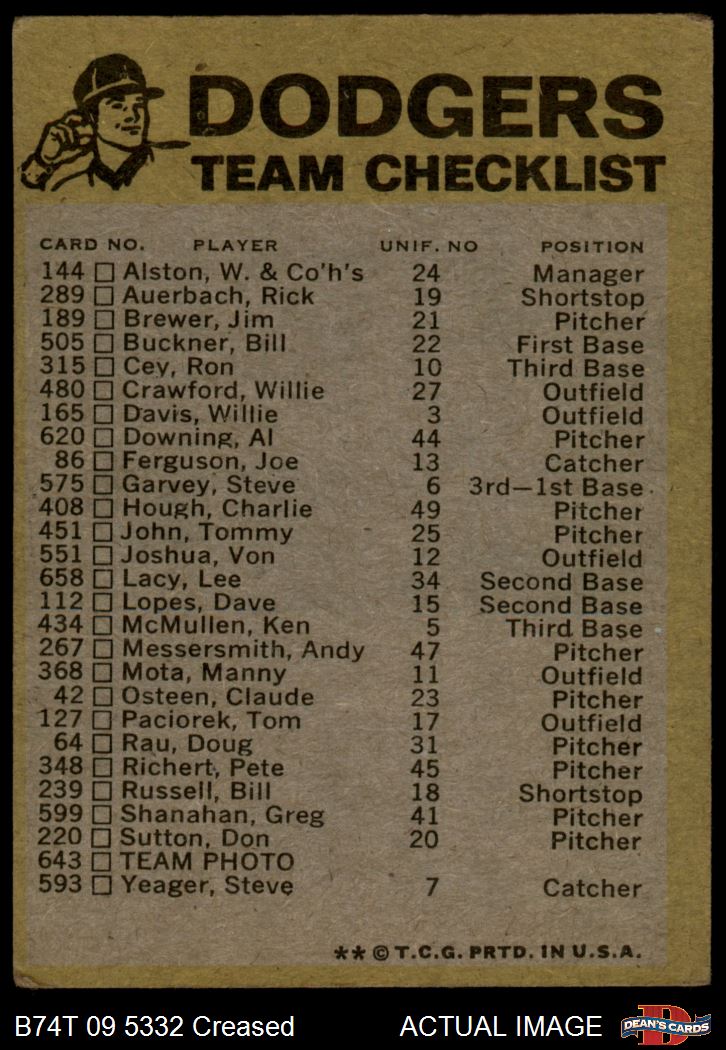 DODGERS
TEAM CHECKLIST
CARD NO. PLAYER UNIF. NO POSITION
144 □ Alston, W. & Co'h's 24 Manager
289 □ Auerbach, Rick 19 Shortstop
189 □ Brewer, Jim 21 Pitcher
505 □ Buckner, Bill 22 First Base
315 □ Cey, Ron 10 Third Base
480 □ Crawford, Willie 27 Outfield
165 □ Davis, Willie 3 Outfield
620 □ Downing, Al 44 Pitcher
86 □ Ferguson, Joe 13 Catcher
575 □ Garvey, Steve 6 3rd—1st Base
408 □ Hough, Charlie 49 Pitcher
451 □ John, Tommy 25 Pitcher
551 □ Joshua, Von 12 Outfield
658 □ Lacy, Lee 34 Second Base
112 □ Lopes, Dave 15 Second Base
434 □ McMullen, Ken 5 Third Base
267 □ Messersmith, Andy 47 Pitcher
368 □ Mota, Manny 11 Outfield
42 □ Osteen, Claude 23 Pitcher
127 □ Paciorek, Tom 17 Outfield
64 □ Rau, Doug 31 Pitcher
348 □ Richert, Pete 45 Pitcher
239 □ Russell, Bill 18 Shortstop
599 □ Shanahan, Greg 41 Pitcher
220 □ Sutton, Don 20 Pitcher
643 □ TEAM PHOTO
593 □ Yeager, Steve 7 Catcher
** © T.C.G. PRTD. IN U.S.A.
B74T 09 5332 Creased ACTUAL IMAGE
D
DEAN'S CARDS